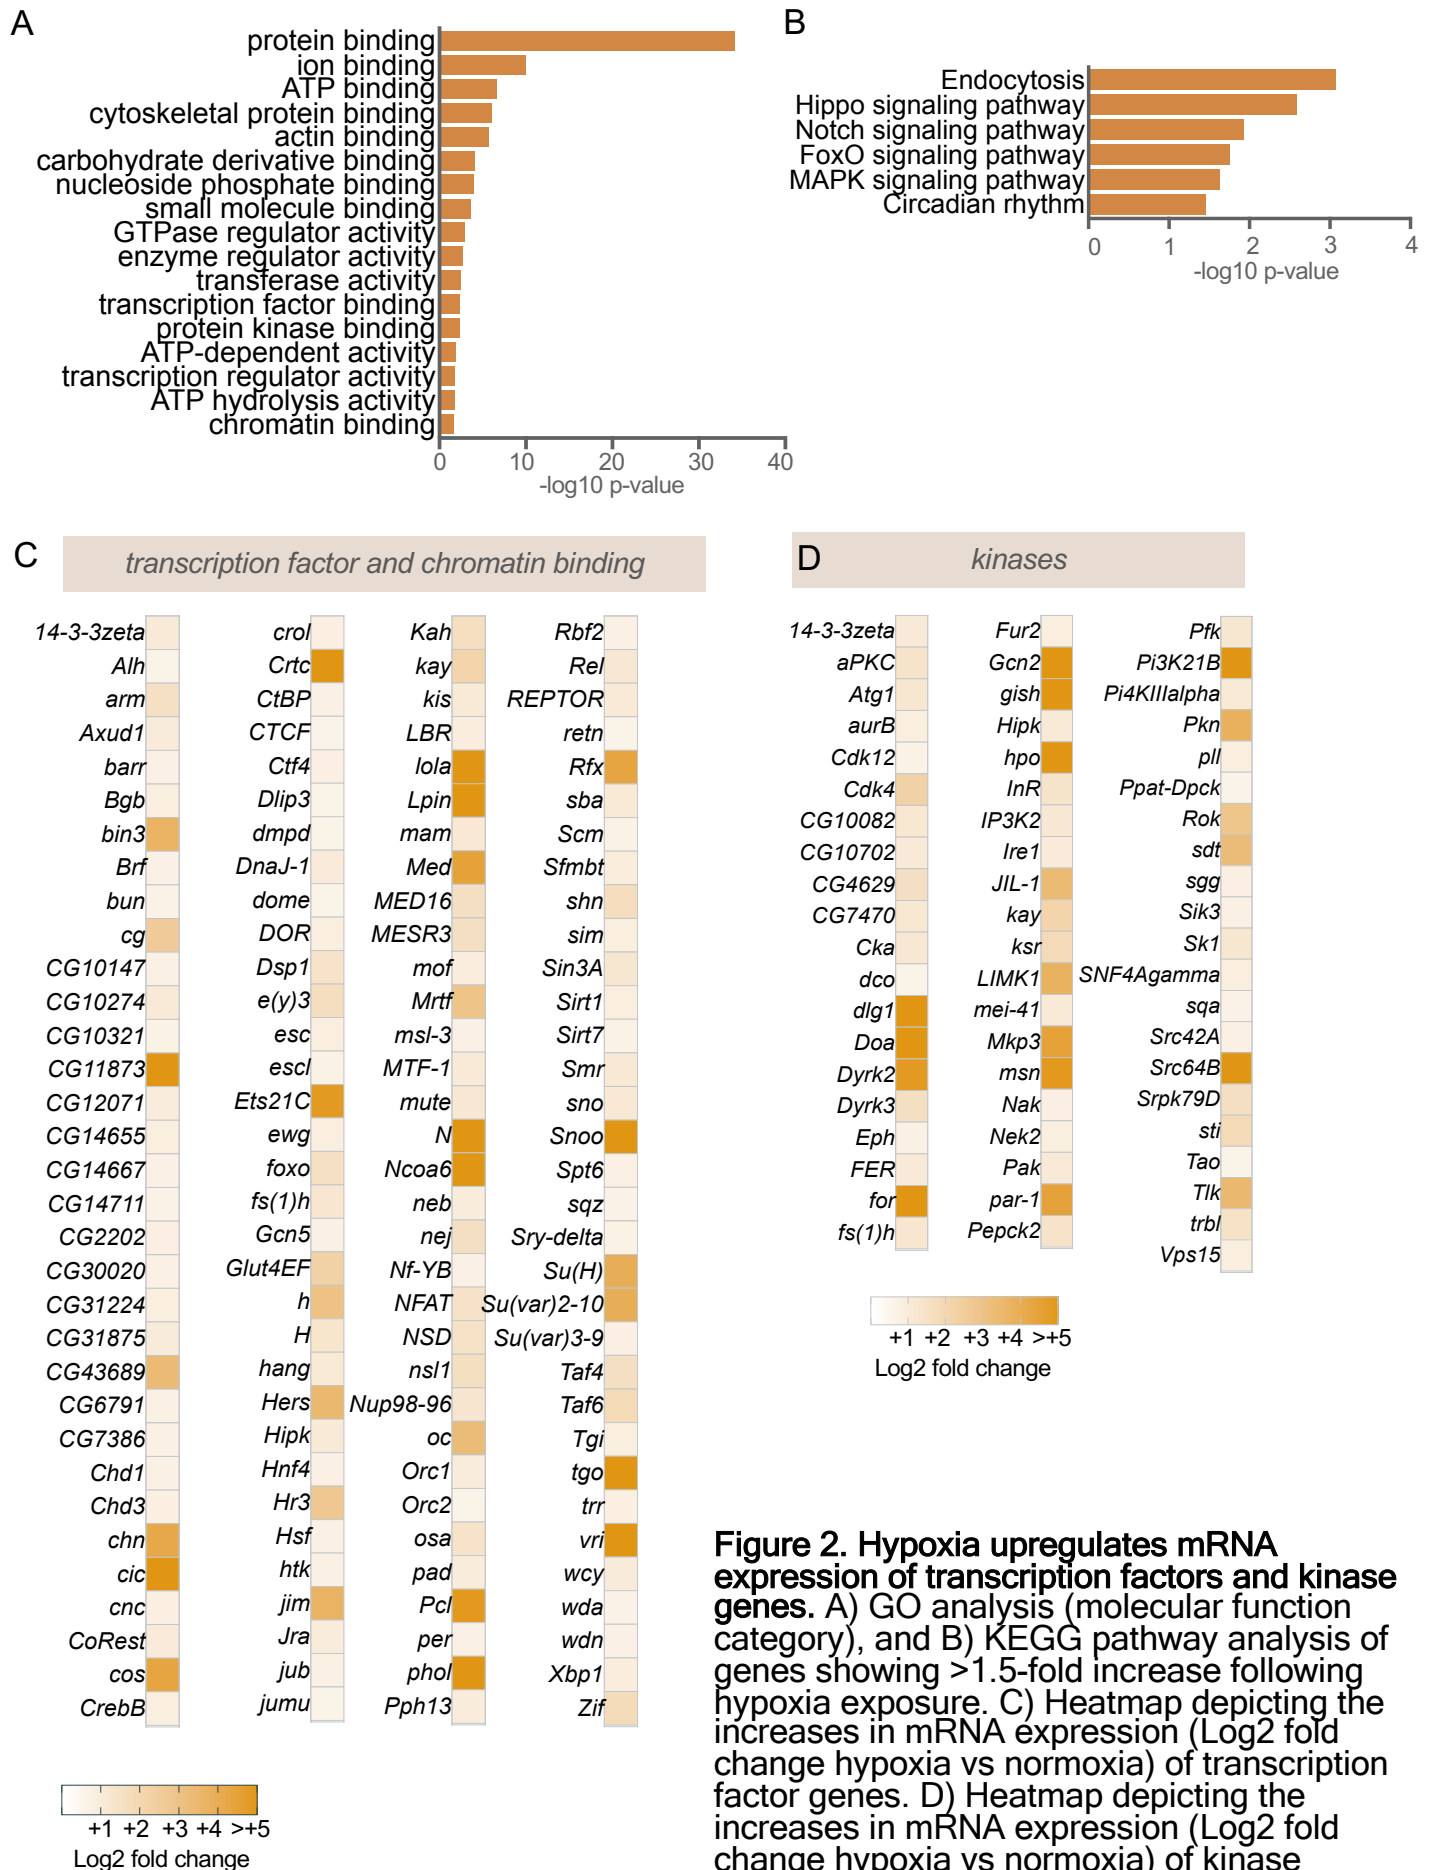 A
protein binding
ion binding
ATP binding
cytoskeletal protein binding
actin binding
carbohydrate derivative binding
nucleoside phosphate binding
small molecule binding
GTPase regulator activity
enzyme regulator activity
transferase activity
transcription factor binding
protein kinase binding
ATP-dependent activity
transcription regulator activity
ATP hydrolysis activity
chromatin binding
0 10 20 30 40
-log10 p-value
B
Endocytosis
Hippo signaling pathway
Notch signaling pathway
FoxO signaling pathway
MAPK signaling pathway
Circadian rhythm
0 1 2 3 4
-log10 p-value
C
transcription factor and chromatin binding
14-3-3zeta
Alh
arm
Axud1
barr
Bgb
bin3
Brf
bun
cg
CG10147
CG10274
CG10321
CG11873
CG12071
CG14655
CG14667
CG14711
CG2202
CG30020
CG31224
CG31875
CG43689
CG6791
CG7386
Chd1
Chd3
chn
cic
cnc
CoRest
cos
CrebB
crol
Crtc
CtBP
CTCF
Ctf4
Dlip3
dmpd
DnaJ-1
dome
DOR
Dsp1
e(y)3
esc
escl
Ets21C
ewg
foxo
fs(1)h
Gcn5
Glut4EF
h
H
hang
Hers
Hipk
Hnf4
Hr3
Hsf
htk
jim
Jra
jub
jumu
Kah
kay
kis
LBR
lola
Lpin
mam
Med
MED16
MESR3
mof
Mrtf
msl-3
MTF-1
mute
N
Ncoa6
neb
nej
Nf-YB
NFAT
NSD
nsl1
Nup98-96
oc
Orc1
Orc2
osa
pad
Pcl
per
phol
Pph13
Rbf2
Rel
REPTOR
retn
Rfx
sba
Scm
Sfmbt
shn
sim
Sin3A
Sirt1
Sirt7
Smr
sno
Snoo
Spt6
sqz
Sry-delta
Su(H)
Su(var)2-10
Su(var)3-9
Taf4
Taf6
Tgi
tgo
trr
vri
wcy
wda
wdn
Xbp1
Zif
+1 +2 +3 +4 >+5
Log2 fold change
D
kinases
14-3-3zeta
aPKC
Atg1
aurB
Cdk12
Cdk4
CG10082
CG10702
CG4629
CG7470
Cka
dco
dlg1
Doa
Dyrk2
Dyrk3
Eph
FER
for
fs(1)h
Fur2
Gcn2
gish
Hipk
hpo
InR
IP3K2
Ire1
JIL-1
kay
ksr
LIMK1
mei-41
Mkp3
msn
Nak
Nek2
Pak
par-1
Pepck2
Pfk
Pi3K21B
Pi4KIIIalpha
Pkn
pll
Ppat-Dpck
Rok
sdt
sgg
Sik3
Sk1
SNF4Agamma
sqa
Src42A
Src64B
Srpk79D
sti
Tao
Tlk
trbl
Vps15
+1 +2 +3 +4 >+5
Log2 fold change
Figure 2. Hypoxia upregulates mRNA
expression of transcription factors and kinase
genes. A) GO analysis (molecular function
category), and B) KEGG pathway analysis of
genes showing >1.5-fold increase following
hypoxia exposure. C) Heatmap depicting the
increases in mRNA expression (Log2 fold
change hypoxia vs normoxia) of transcription
factor genes. D) Heatmap depicting the
increases in mRNA expression (Log2 fold
change hypoxia vs normoxia) of kinase